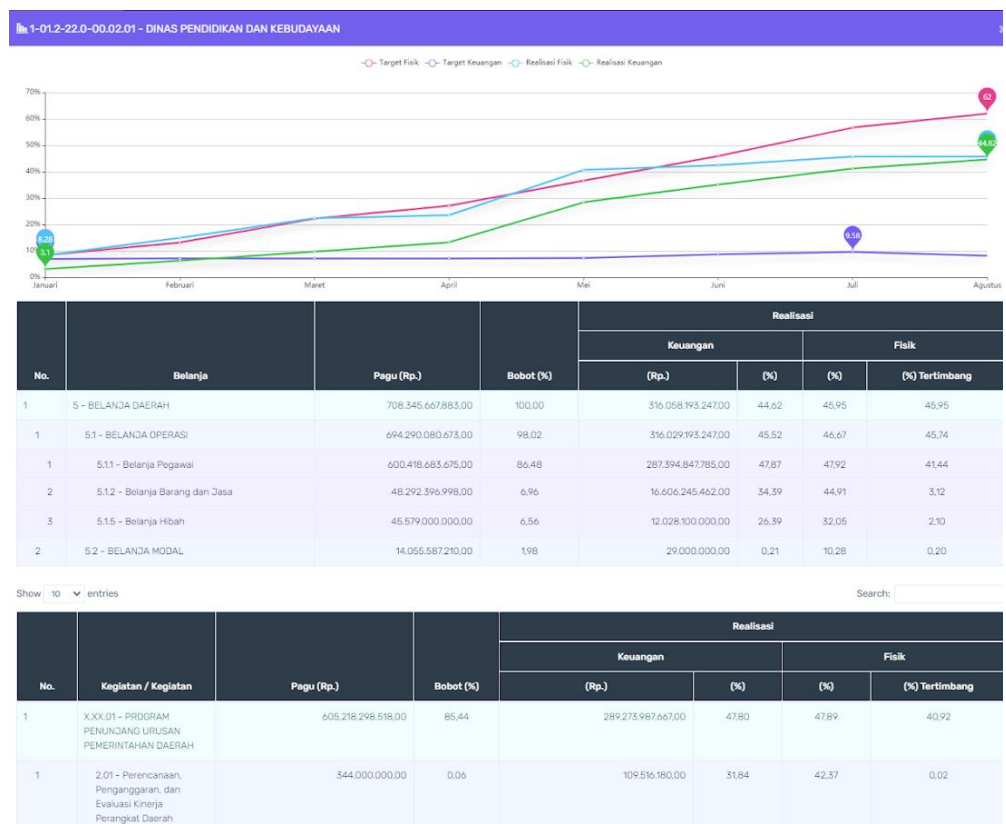 1-01.2-22.0-00.02.01 - DINAS PENDIDIKAN DAN KEBUDAYAAN
Target Fisik Target Keuangan Realisasi Fisik Realisasi Keuangan
70%
60%
50%
40%
30%
20%
10%
0%
62
44.62
9.58
8.28
3.1
Januari Februari Maret April Mei Juni Juli Agustus
No. Belanja Pagu (Rp.) Bobot (%) Realisasi
Keuangan Fisik
(Rp.) (%) (%) (%) Tertimbang
1 5 - BELANJA DAERAH 708.345.667.883,00 100,00 316.058.193.247,00 44,62 45,95 45,95
1 5.1 - BELANJA OPERASI 694.290.080.673,00 98,02 316.029.193.247,00 45,52 46,67 45,74
1 5.1.1 - Belanja Pegawai 600.418.683.675,00 86,48 287.394.847.785,00 47,87 47,92 41,44
2 5.1.2 - Belanja Barang dan Jasa 48.292.396.998,00 6,96 16.606.245.462,00 34,39 44,91 3,12
3 5.1.5 - Belanja Hibah 45.579.000.000,00 6,56 12.028.100.000,00 26,39 32,05 2,10
2 5.2 - BELANJA MODAL 14.055.587.210,00 1,98 29.000.000,00 0,21 10,28 0,20
Show 10 entries Search:
No. Kegiatan / Kegiatan Pagu (Rp.) Bobot (%) Realisasi
Keuangan Fisik
(Rp.) (%) (%) (%) Tertimbang
1 X.XX.01 - PROGRAM 605.218.298.518,00 85,44 289.273.987.667,00 47,80 47,89 40,92
PENUNJANG URUSAN
PEMERINTAHAN DAERAH
1 2.01 - Perencanaan, 344.000.000,00 0,06 109.516.180,00 31,84 42,37 0,02
Penganggaran, dan
Evaluasi Kinerja
Perangkat Daerah